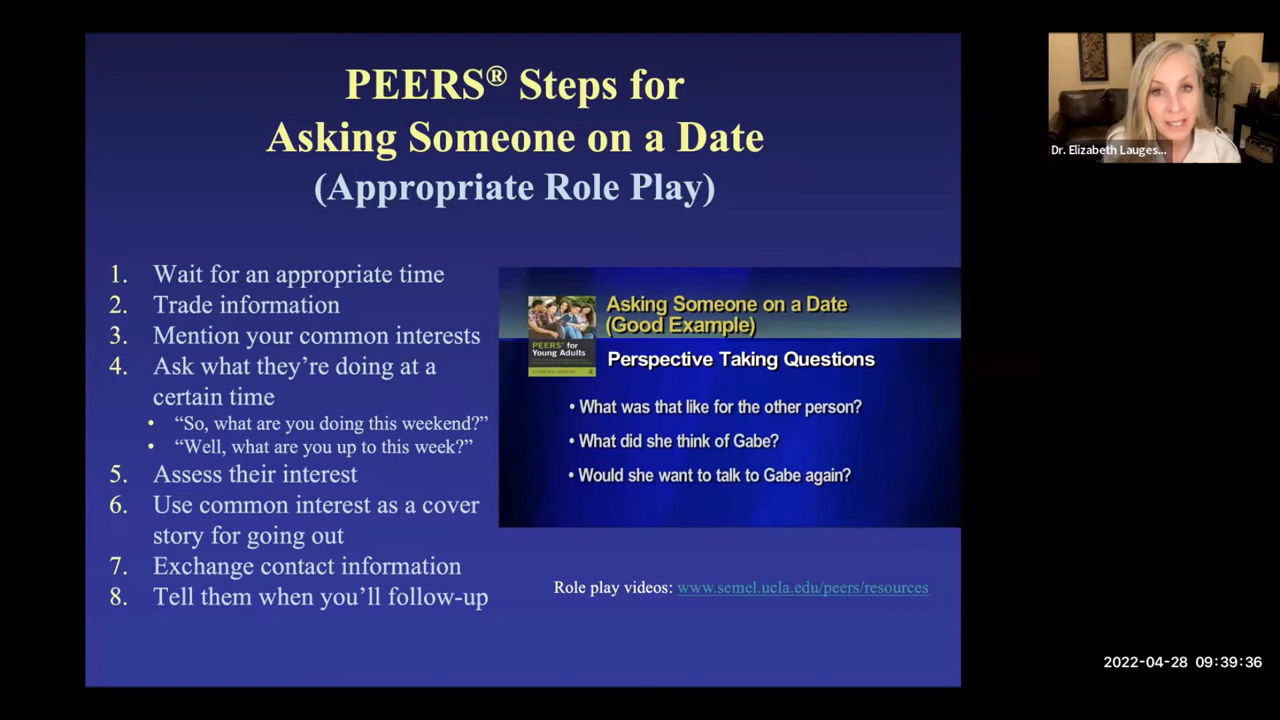 PEERS® Steps for
Asking Someone on a Date
(Appropriate Role Play)
1. Wait for an appropriate time
2. Trade information
3. Mention your common interests
4. Ask what they’re doing at a
certain time
• “So, what are you doing this weekend?”
• “Well, what are you up to this week?”
5. Assess their interest
6. Use common interest as a cover
story for going out
7. Exchange contact information
8. Tell them when you’ll follow-up
Asking Someone on a Date
(Good Example)
PEERS® for
Young Adults
Perspective Taking Questions
• What was that like for the other person?
• What did she think of Gabe?
• Would she want to talk to Gabe again?
Role play videos: www.semel.ucla.edu/peers/resources
Dr. Elizabeth Lauges...
2022-04-28 09:39:36